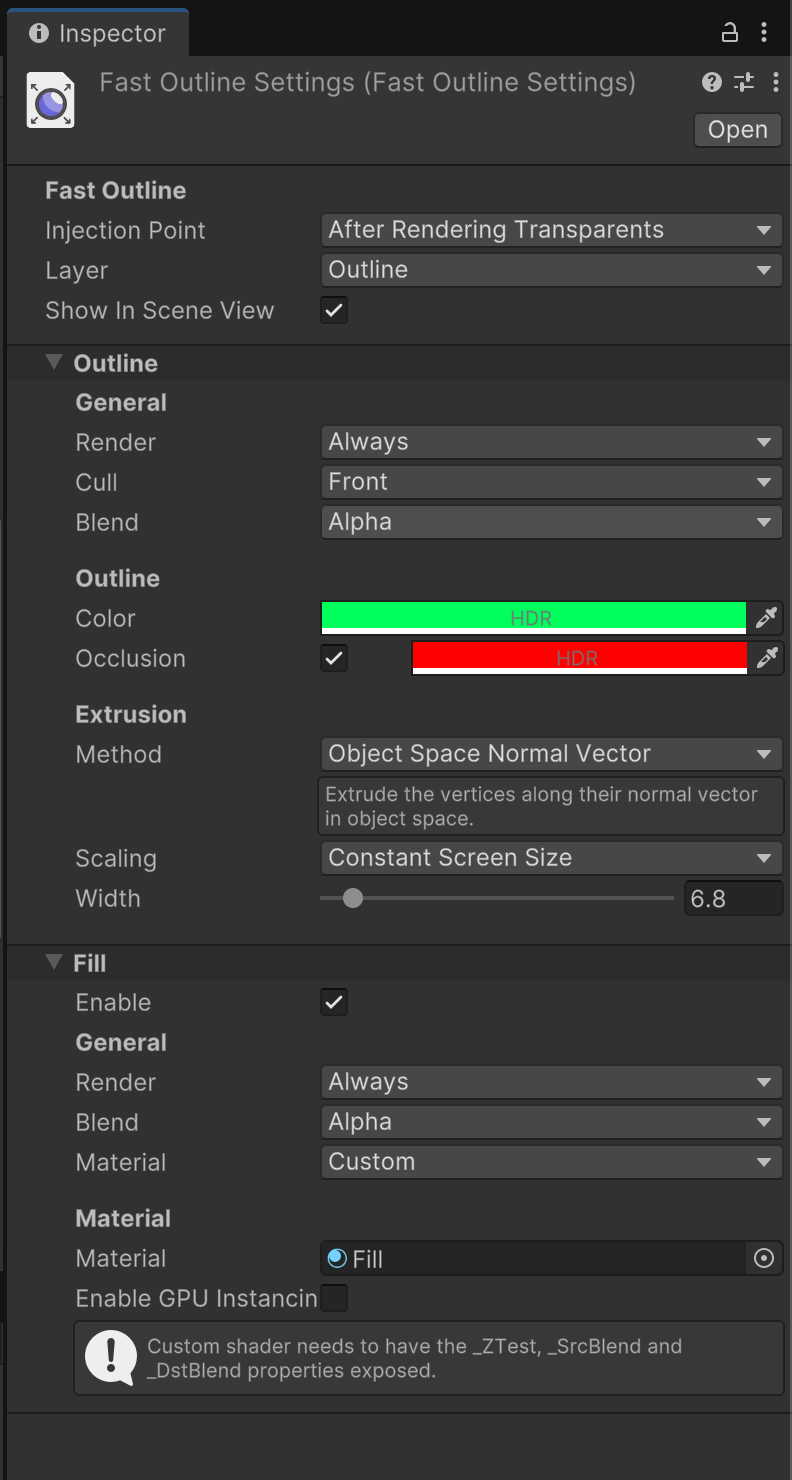 Inspector
Fast Outline Settings (Fast Outline Settings)
Open
Fast Outline
Injection Point After Rendering Transparents
Layer Outline
Show In Scene View
Outline
General
Render Always
Cull Front
Blend Alpha
Outline
Color HDR
Occlusion HDR
Extrusion
Method Object Space Normal Vector
Extrude the vertices along their normal vector
in object space.
Scaling Constant Screen Size
Width 6.8
Fill
Enable
General
Render Always
Blend Alpha
Material Custom
Material
Material Fill
Enable GPU Instancin
Custom shader needs to have the _ZTest, _SrcBlend and
_DstBlend properties exposed.